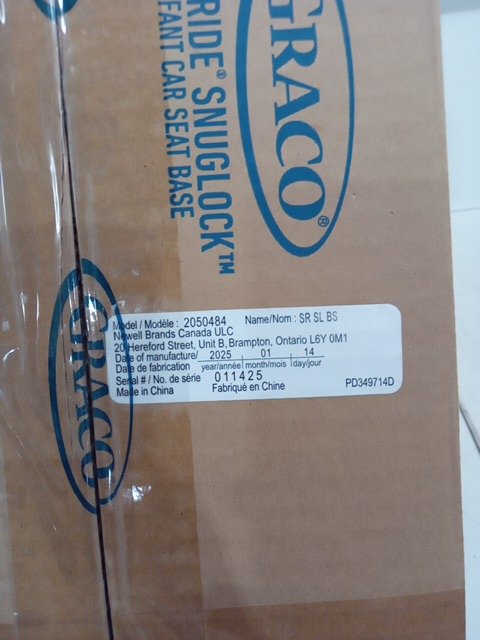 GRACO®
RIDE® SNUGLOCK™
FANT CAR SEAT BASE
Model / Modèle : 2050484 Name/Nom : SR SL BS
Newell Brands Canada ULC
20 Hereford Street, Unit B, Brampton, Ontario L6Y 0M1
Date of manufacture/ 2025 01 14
Date de fabrication year/année month/mois day/jour
Serial # / No. de série 011425
Made in China Fabriqué en Chine PD349714D
GRACO